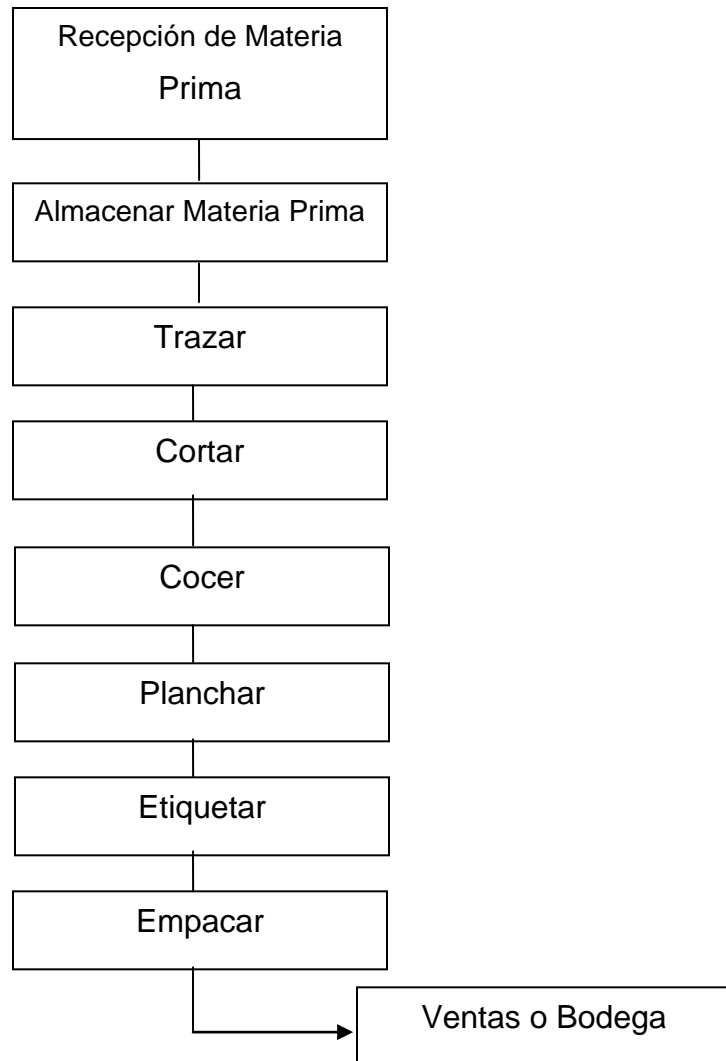 Recepción de Materia
Prima
Almacenar Materia Prima
Trazar
Cortar
Cocer
Planchar
Etiquetar
Empacar
Ventas o Bodega